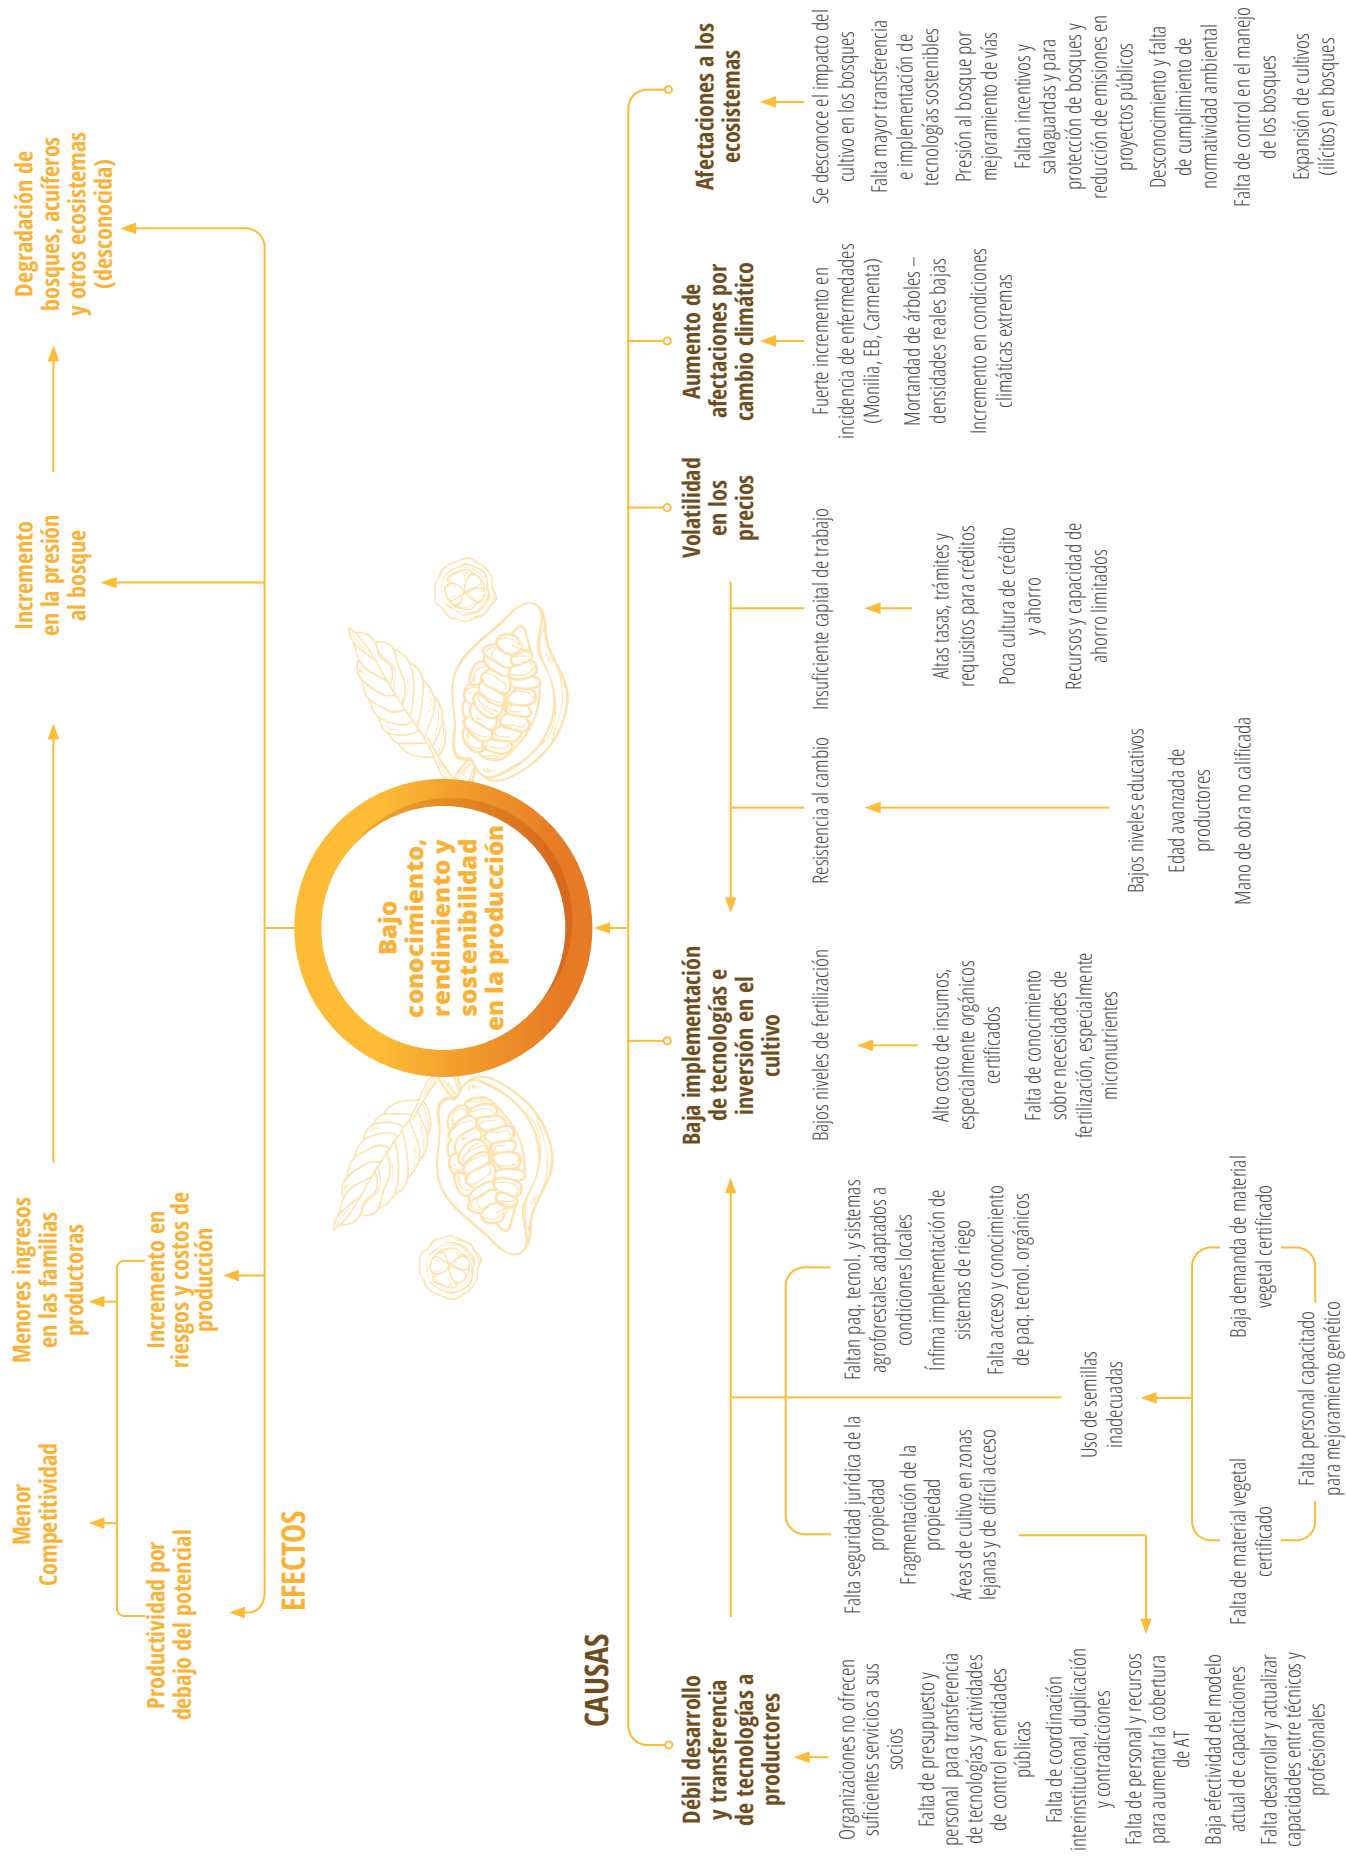 Menor
Competitividad
Menores ingresos
en las familias
productoras
Incremento
en la presión
al bosque
Degradación de
bosques, acuíferos
y otros ecosistemas
(desconocida)
Productividad por
debajo del potencial
Incremento en
riesgos y costos de
producción
EFECTOS
Bajo
conocimiento,
rendimiento y
sostenibilidad
en la producción
CAUSAS
Débil desarrollo
y transferencia
de tecnologías a
productores
Baja implementación
de tecnologías e
inversión en el
cultivo
Volatilidad
en los
precios
Aumento de
afectaciones por
cambio climático
Afectaciones a los
ecosistemas
Organizaciones no ofrecen
suficientes servicios a sus
socios
Falta de presupuesto y
personal para transferencia
de tecnologías y actividades
de control en entidades
públicas
Falta de coordinación
interinstitucional, duplicación
y contradicciones
Falta de personal y recursos
para aumentar la cobertura
de AT
Baja efectividad del modelo
actual de capacitaciones
Falta desarrollar y actualizar
capacidades entre técnicos y
profesionales
Falta seguridad jurídica de la
propiedad
Fragmentación de la
propiedad
Áreas de cultivo en zonas
lejanas y de difícil acceso
Faltan paq. tecnol. y sistemas
agroforestales adaptados a
condiciones locales
Ínfima implementación de
sistemas de riego
Falta acceso y conocimiento
de paq. tecnol. orgánicos
Uso de semillas
inadecuadas
Falta de material vegetal
certificado
Baja demanda de material
vegetal certificado
Falta personal capacitado
para mejoramiento genético
Bajos niveles de fertilización
Alto costo de insumos,
especialmente orgánicos
certificados
Falta de conocimiento
sobre necesidades de
fertilización, especialmente
micronutrientes
Resistencia al cambio
Bajos niveles educativos
Edad avanzada de
productores
Mano de obra no calificada
Insuficiente capital de trabajo
Altas tasas, trámites y
requisitos para créditos
Poca cultura de crédito
y ahorro
Recursos y capacidad de
ahorro limitados
Fuerte incremento en
incidencia de enfermedades
(Monilia, EB, Carmenta)
Mortandad de árboles –
densidades reales bajas
Incremento en condiciones
climáticas extremas
Se desconoce el impacto del
cultivo en los bosques
Falta mayor transferencia
e implementación de
tecnologías sostenibles
Presión al bosque por
mejoramiento de vías
Faltan incentivos y
salvaguardas y para
protección de bosques y
reducción de emisiones en
proyectos públicos
Desconocimiento y falta
de cumplimiento de
normatividad ambiental
Falta de control en el manejo
de los bosques
Expansión de cultivos
(ilícitos) en bosques